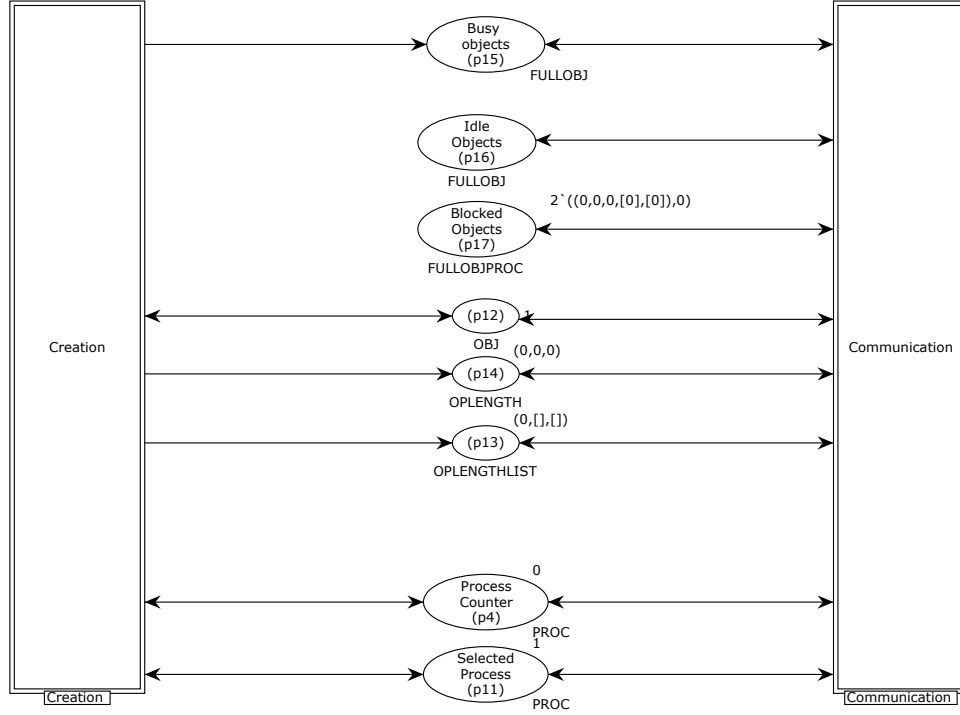 Busy
objects
(p15)
FULLOBJ
Idle
Objects
(p16)
FULLOBJ
2`((0,0,0,[0],[0]),0)
Blocked
Objects
(p17)
FULLOBJPROC
(p12)
1
OBJ
Creation
Communication
(0,0,0)
(p14)
OPLENGTH
(0,[],[])
(p13)
OPLENGTHLIST
0
Process
Counter
(p4)
PROC
1
Selected
Process
(p11)
PROC
Creation
Communication